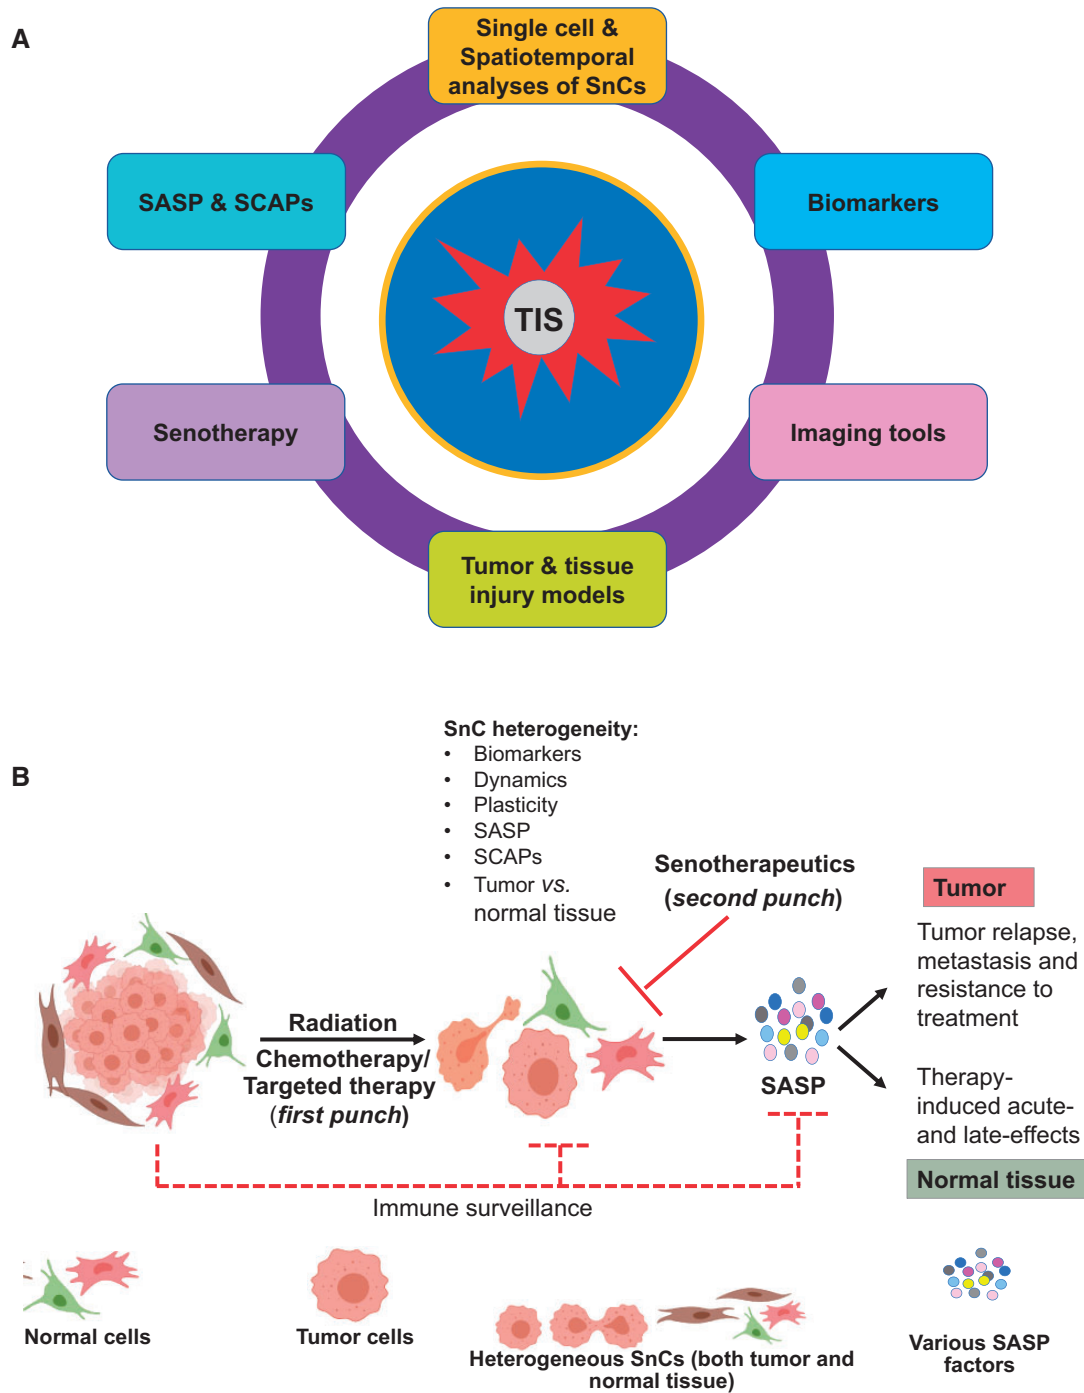 A
Single cell &
Spatiotemporal
analyses of SnCs
SASP & SCAPs
Biomarkers
TIS
Senotherapy
Imaging tools
Tumor & tissue
injury models
B
SnC heterogeneity:
• Biomarkers
• Dynamics
• Plasticity
• SASP
• SCAPs
• Tumor vs.
normal tissue
Senotherapeutics
(second punch)
Radiation
Chemotherapy/
Targeted therapy
(first punch)
SASP
Tumor
Tumor relapse,
metastasis and
resistance to
treatment
Therapy-
induced acute-
and late-effects
Normal tissue
Immune surveillance
Normal cells
Tumor cells
Heterogeneous SnCs (both tumor and
normal tissue)
Various SASP
factors